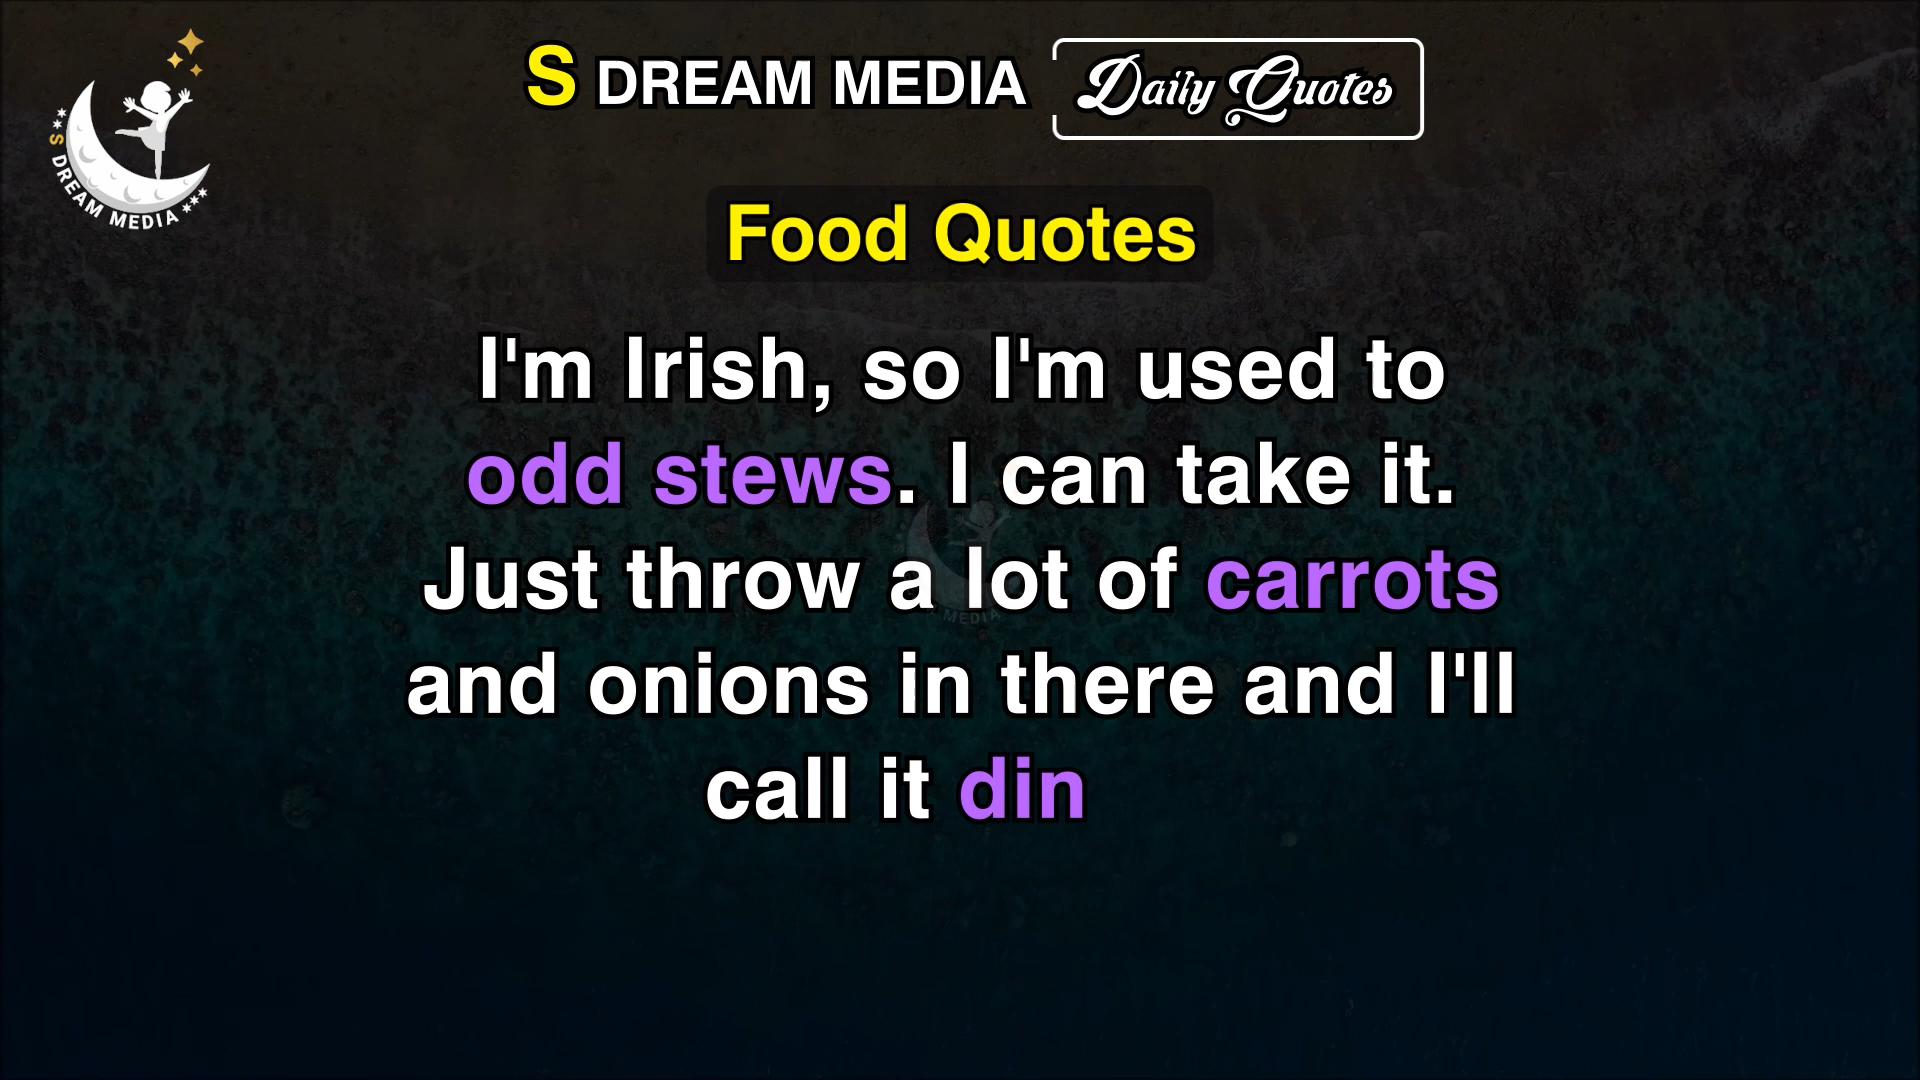 S DREAM MEDIA
S DREAM MEDIA Daily Quotes
Food Quotes
I'm Irish, so I'm used to
odd stews. I can take it.
Just throw a lot of carrots
and onions in there and I'll
call it din
MEDIA